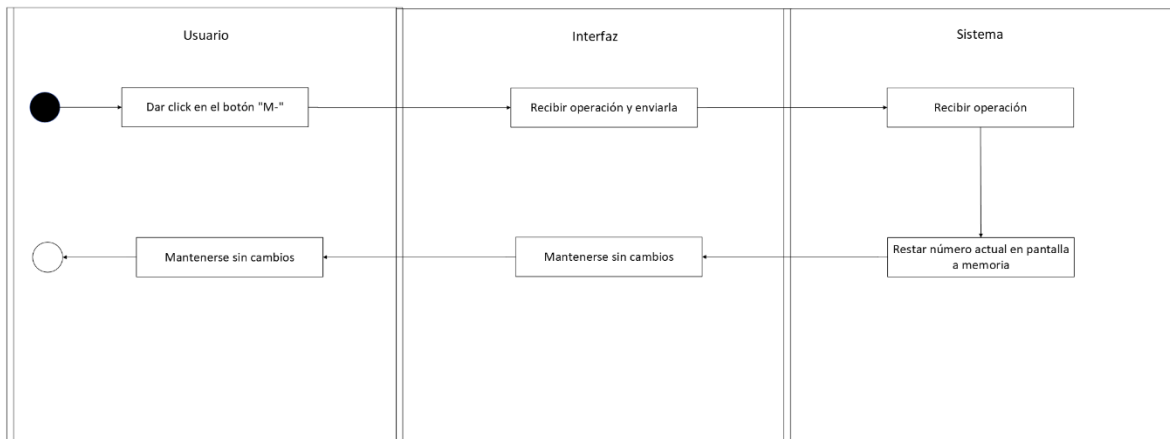 Usuario
Interfaz
Sistema
Dar click en el botón "M-"
Recibir operación y enviarla
Recibir operación
Mantenerse sin cambios
Mantenerse sin cambios
Restar número actual en pantalla
a memoria